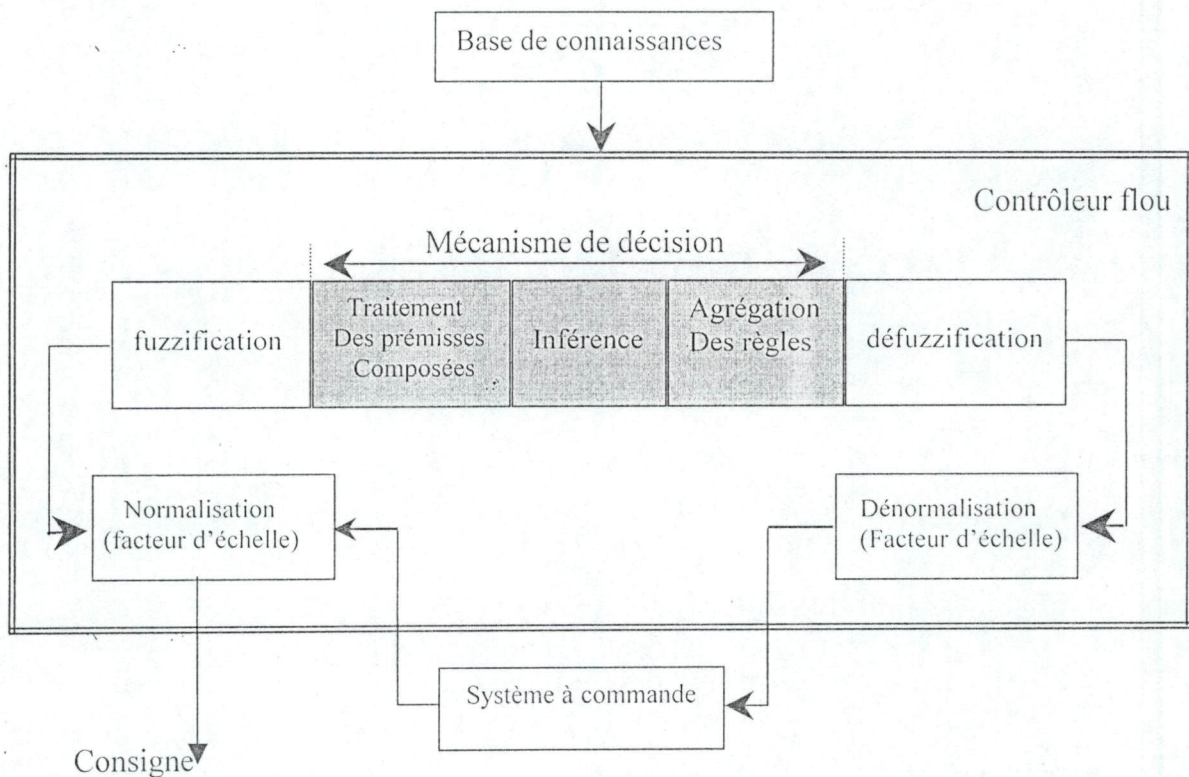 Base de connaissances
Contrôleur flou
Mécanisme de décision
fuzzification
Traitement
Des prémisses
Composées
Inférence
Agrégation
Des règles
défuzzification
Normalisation
(facteur d'échelle)
Dénormalisation
(Facteur d'échelle)
Système à commande
Consigne